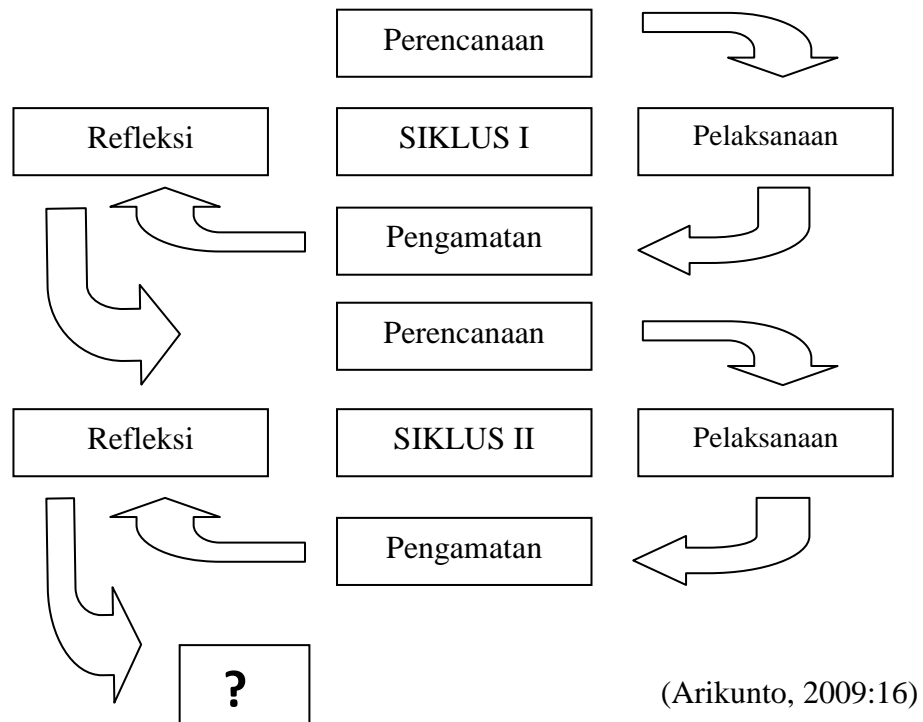 Perencanaan
Refleksi
SIKLUS I
Pelaksanaan
Pengamatan
Perencanaan
Refleksi
SIKLUS II
Pelaksanaan
Pengamatan
?
(Arikunto, 2009:16)